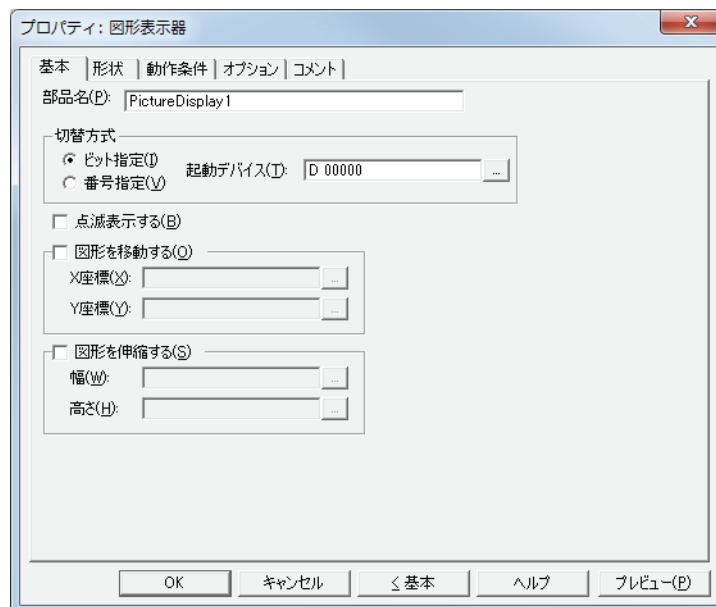 プロパティ: 図形表示器
基本 形状 動作条件 オプション コメント
部品名(P): PictureDisplay1
切替方式
ビット指定(I)
番号指定(V)
起動デバイス(T): D 00000 ...
点滅表示する(B)
図形を移動する(O)
X座標(X): ...
Y座標(Y): ...
図形を伸縮する(S)
幅(W): ...
高さ(H): ...
OK キャンセル ≤ 基本 ヘルプ プレビュー(P)